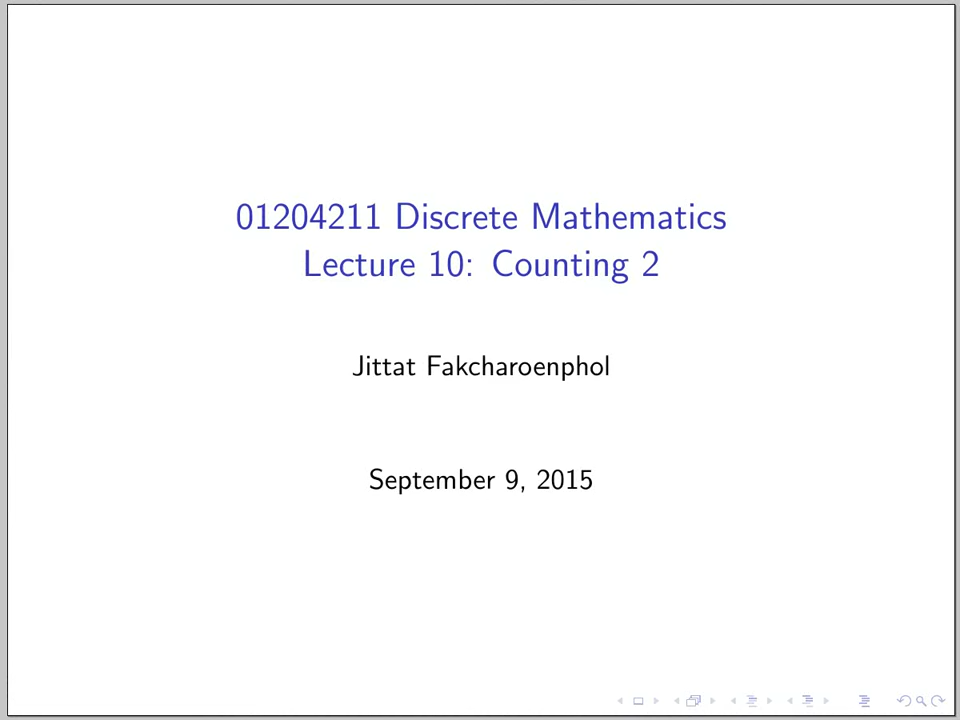 01204211 Discrete Mathematics
Lecture 10: Counting 2
Jittat Fakcharoenphol
September 9, 2015